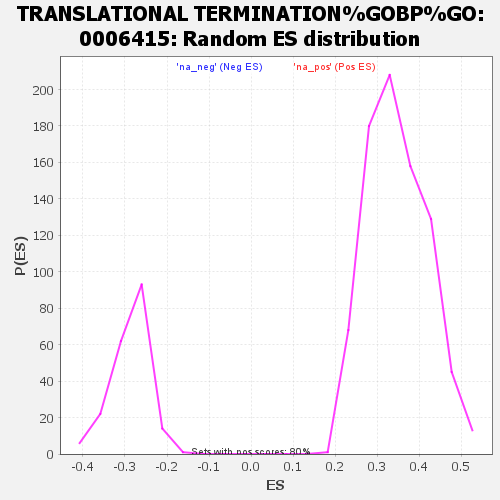 TRANSLATIONAL TERMINATION%GOBP%GO:
0006415: Random ES distribution
'na_neg' (Neg ES) 'na_pos' (Pos ES)
200
180
160
140
120
100
80
60
40
20
0
P(ES)
Sets with pos scores: 80%
-0.4 -0.3 -0.2 -0.1 0.0 0.1 0.2 0.3 0.4 0.5
ES